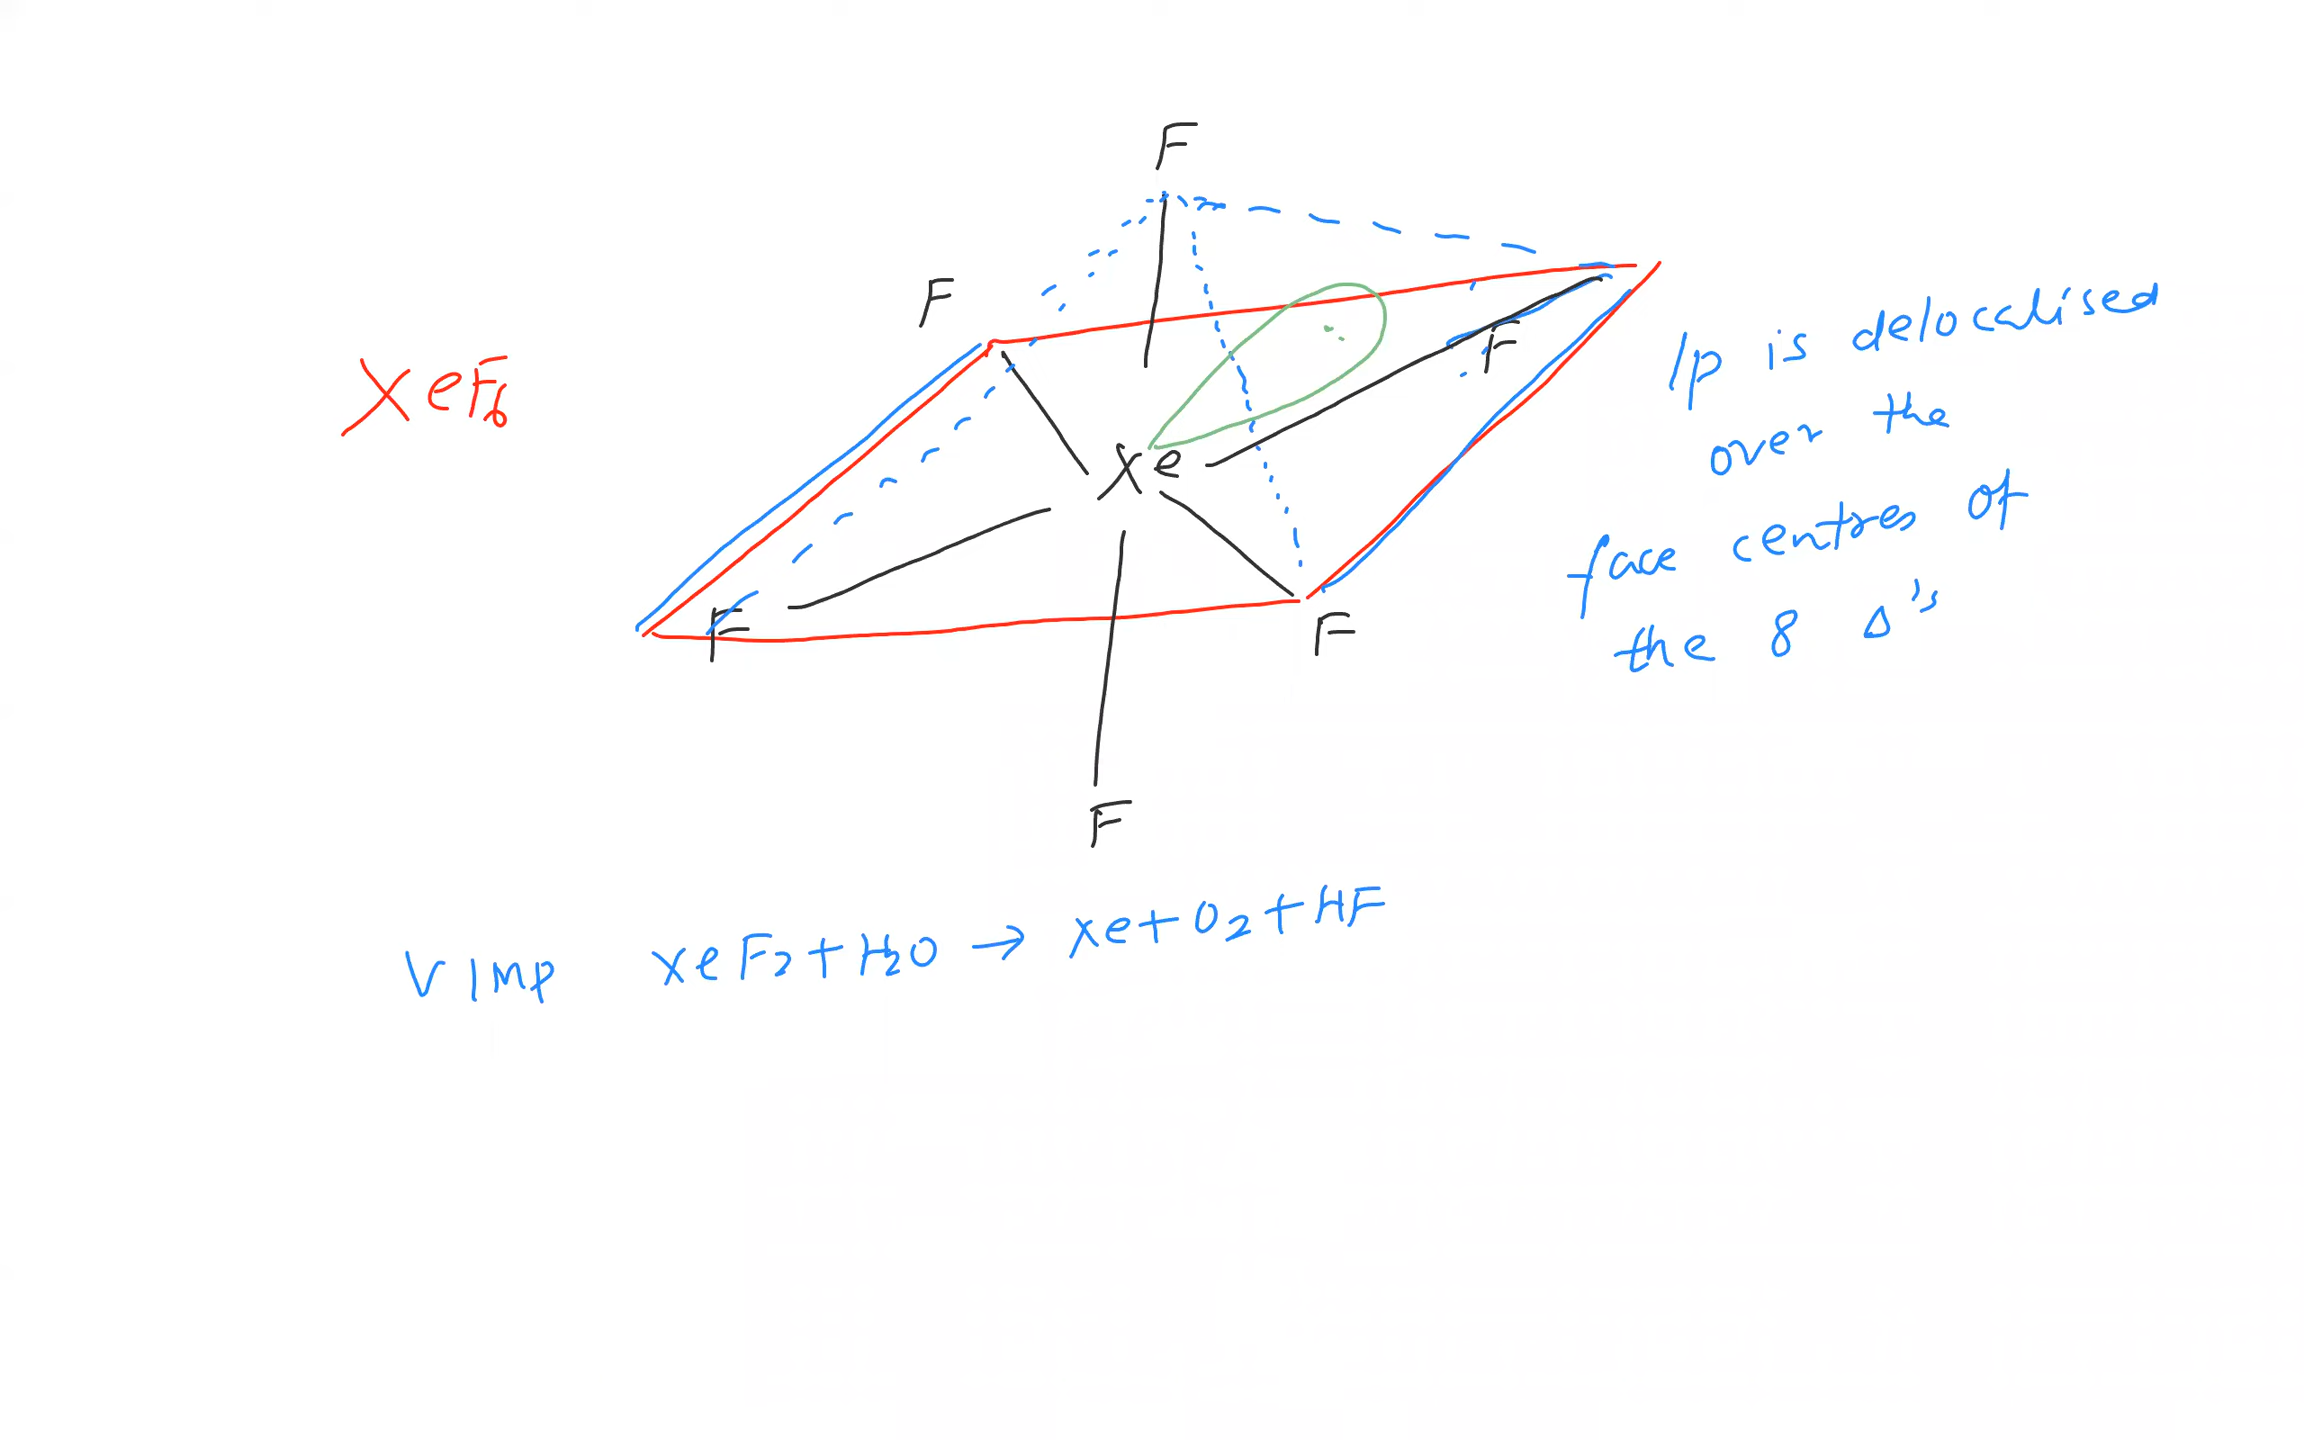 F
F
XeF₆
F
Xe
F
F
F
lp is delocalised
over the
face centres of
the 8 Δ's
V IMP XeF₂ + H₂O → Xe + O₂ + HF